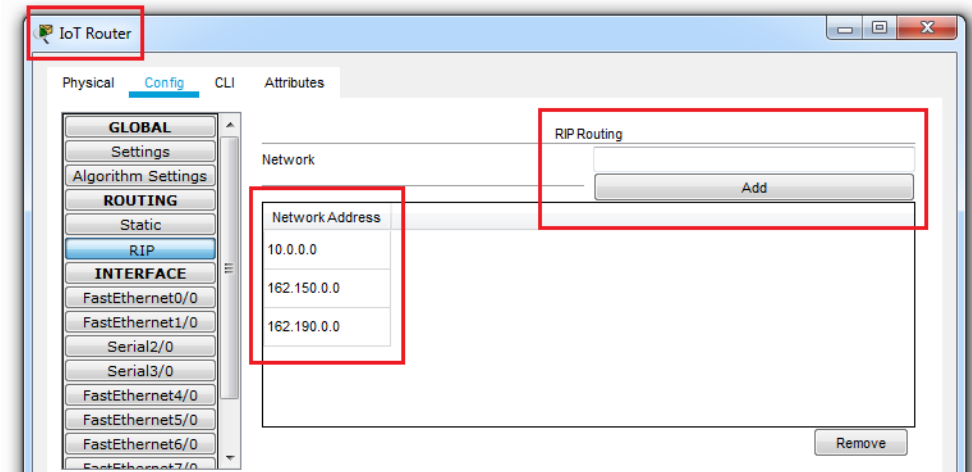 IoT Router
Physical Config CLI Attributes
GLOBAL
Settings
Algorithm Settings
ROUTING
Static
RIP
INTERFACE
FastEthernet0/0
FastEthernet1/0
Serial2/0
Serial3/0
FastEthernet4/0
FastEthernet5/0
FastEthernet6/0
FastEthernet7/0
RIP Routing
Network
Add
Network Address
10.0.0.0
162.150.0.0
162.190.0.0
Remove